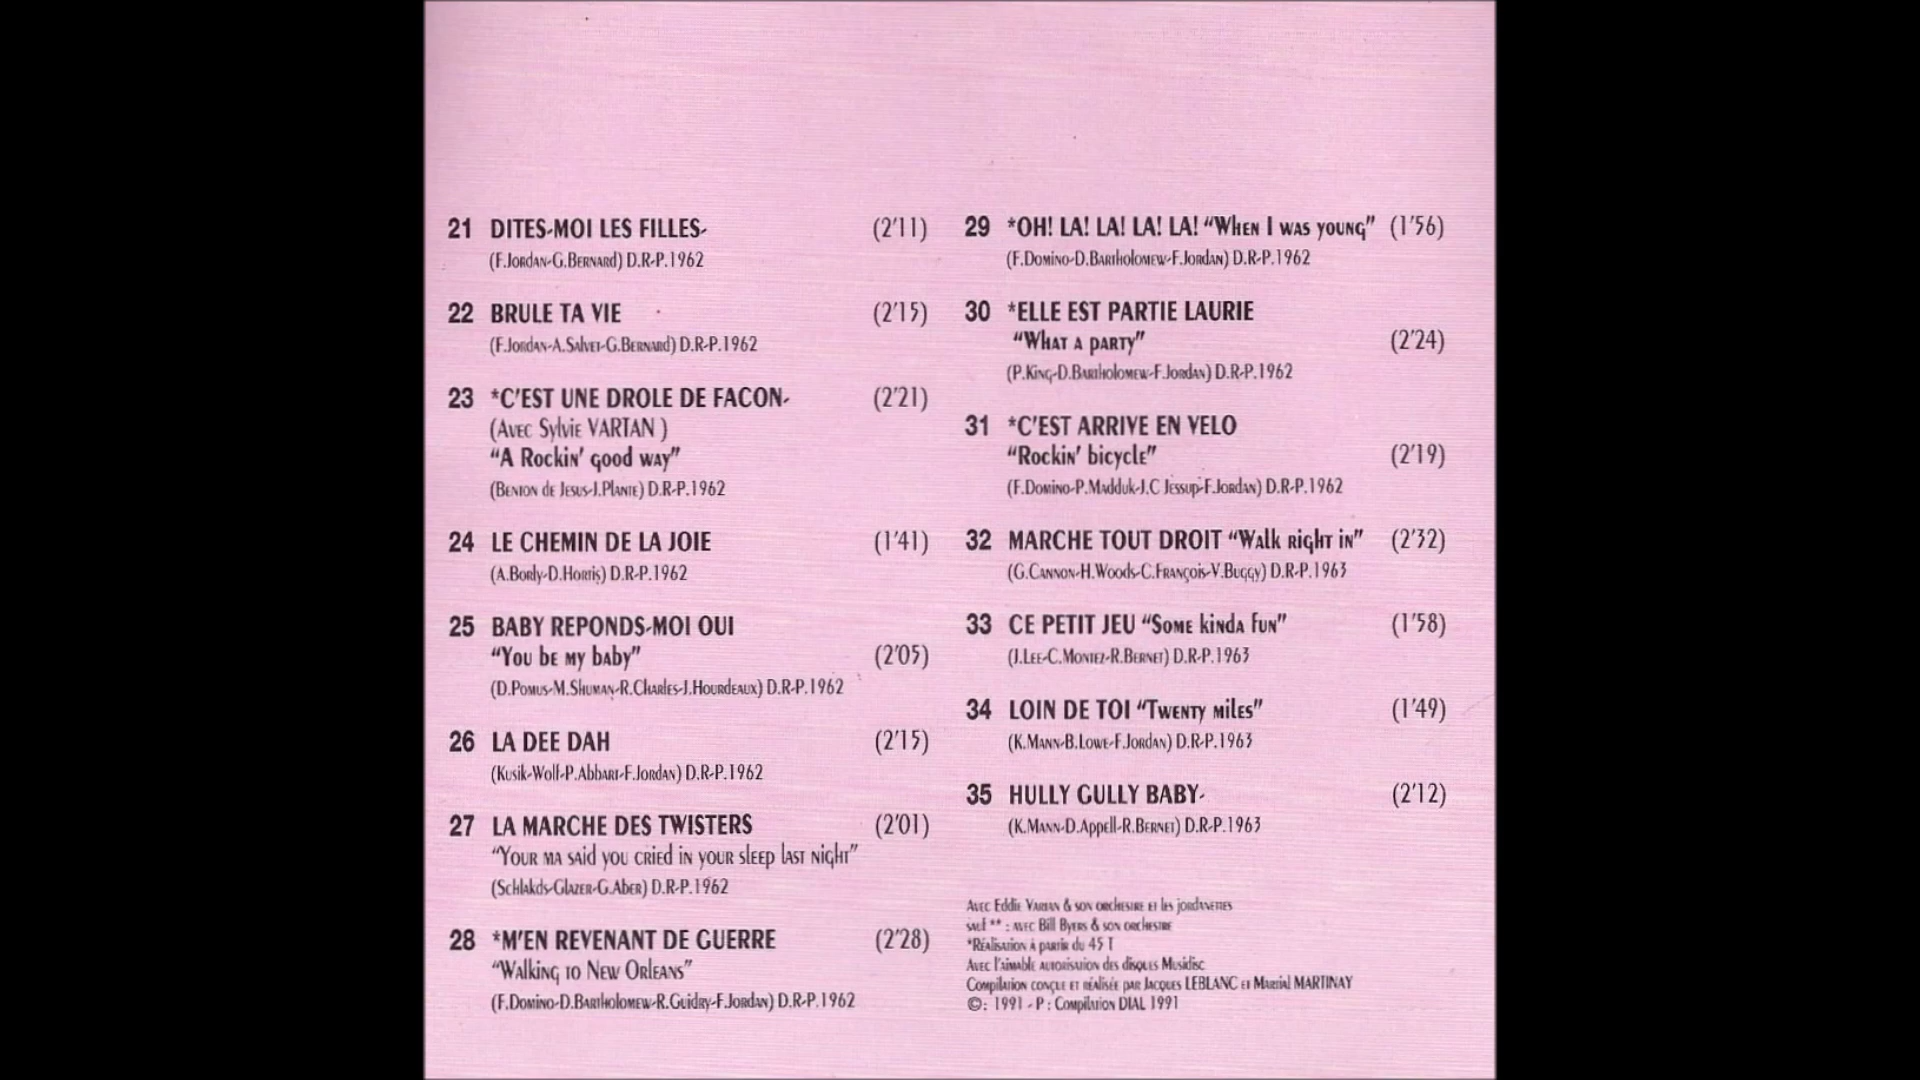 21 DITES-MOI LES FILLES- (2'11)
(F.Jordan-G.Bernard) D.R-P.1962
22 BRULE TA VIE (2'15)
(F.Jordan-A.Salvet-G.Bernard) D.R-P.1962
23 *C'EST UNE DROLE DE FACON- (2'21)
(Avec Sylvie VARTAN )
“A Rockin' good way”
(Benton de Jesus-J.Plante) D.R-P.1962
24 LE CHEMIN DE LA JOIE (1'41)
(A.Borly-D.Hortis) D.R-P.1962
25 BABY REPONDS-MOI OUI
“You be my baby” (2'05)
(D.Pomus-M.Shuman-R.Charles-J.Hourdeaux) D.R-P.1962
26 LA DEE DAH (2'15)
(Kusik-Wolf-P.Abbart-F.Jordan) D.R-P.1962
27 LA MARCHE DES TWISTERS (2'01)
“Your ma said you cried in your sleep last night”
(Schlakds-Glazer-G.Aber) D.R-P.1962
28 *M'EN REVENANT DE GUERRE (2'28)
“Walking to New Orleans”
(F.Domino-D.Bartholomew-R.Guidry-F.Jordan) D.R-P.1962
29 *OH! LA! LA! LA! LA! “When I was young” (1'56)
(F.Domino-D.Bartholomew-F.Jordan) D.R-P.1962
30 *ELLE EST PARTIE LAURIE
“What a party” (2'24)
(P.King-D.Bartholomew-F.Jordan) D.R-P.1962
31 *C'EST ARRIVE EN VELO
“Rockin' bicycle” (2'19)
(F.Domino-P.Madduk-J.C Jessup-F.Jordan) D.R-P.1962
32 MARCHE TOUT DROIT “Walk right in” (2'32)
(G.Cannon-H.Woods-C.François-V.Buggy) D.R-P.1963
33 CE PETIT JEU “Some kinda fun” (1'58)
(J.Lee-C.Montez-R.Bernet) D.R-P.1963
34 LOIN DE TOI “Twenty miles” (1'49)
(K.Mann-B.Lowe-F.Jordan) D.R-P.1963
35 HULLY GULLY BABY- (2'12)
(K.Mann-D.Appell-R.Bernet) D.R-P.1963
Avec Eddie Vartan & son orchestre et les jordanettes
sauf ** : avec Bill Byers & son orchestre
*Réalisation à partir du 45 T
Avec l'aimable autorisation des disques Musidisc
Compilation conçue et réalisée par Jacques LEBLANC et Martial MARTINAY
©: 1991 - P : Compilation DIAL 1991